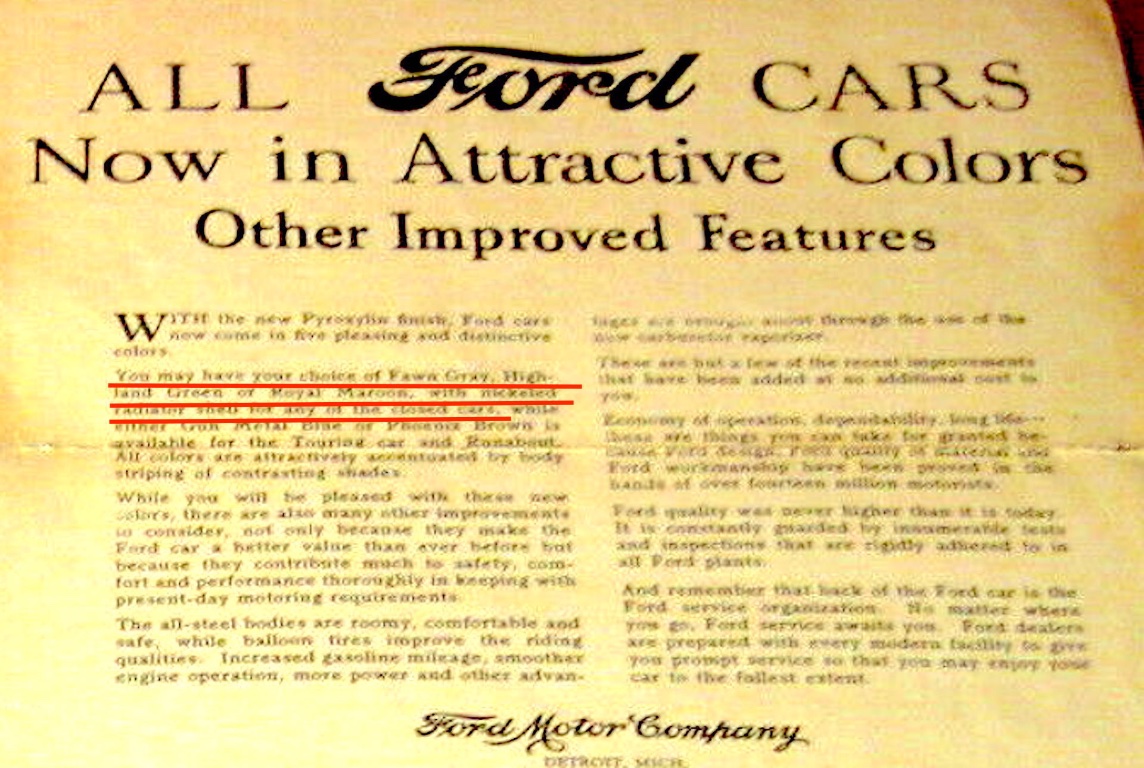 ALL Ford CARS
Now in Attractive Colors
Other Improved Features
WITH the new Pyroxylin finish, Ford cars
now come in five pleasing and distinctive
colors.
You may have your choice of Fawn Gray, High-
land Green or Royal Maroon, with nickeled
radiator shell for any of the closed cars, while
either Gun Metal Blue or Phoenix Brown is
available for the Touring car and Runabout.
All colors are attractively accentuated by body
striping of contrasting shades.
While you will be pleased with these new
colors, there are also many other improvements
to consider, not only because they make the
Ford car a better value than ever before but
because they contribute much to safety, com-
fort and performance thoroughly in keeping with
present-day motoring requirements.
The all-steel bodies are roomy, comfortable and
safe, while balloon tires improve the riding
qualities. Increased gasoline mileage, smoother
engine operation, more power and other advan-
tages are brought about through the use of the
new carburetor vaporizer.
These are but a few of the recent improvements
that have been added at no additional cost to
you.
Economy of operation, dependability, long life—
these are things you can take for granted be-
cause Ford design, Ford quality of material and
Ford workmanship have been proved in the
hands of over fourteen million motorists.
Ford quality was never higher than it is today.
It is constantly guarded by innumerable tests
and inspections that are rigidly adhered to in
all Ford plants.
And remember that back of the Ford car is the
Ford service organization. No matter where
you go, Ford service awaits you. Ford dealers
are prepared with every modern facility to give
you prompt service so that you may enjoy your
car to the fullest extent.
Ford Motor Company
DETROIT, MICH.